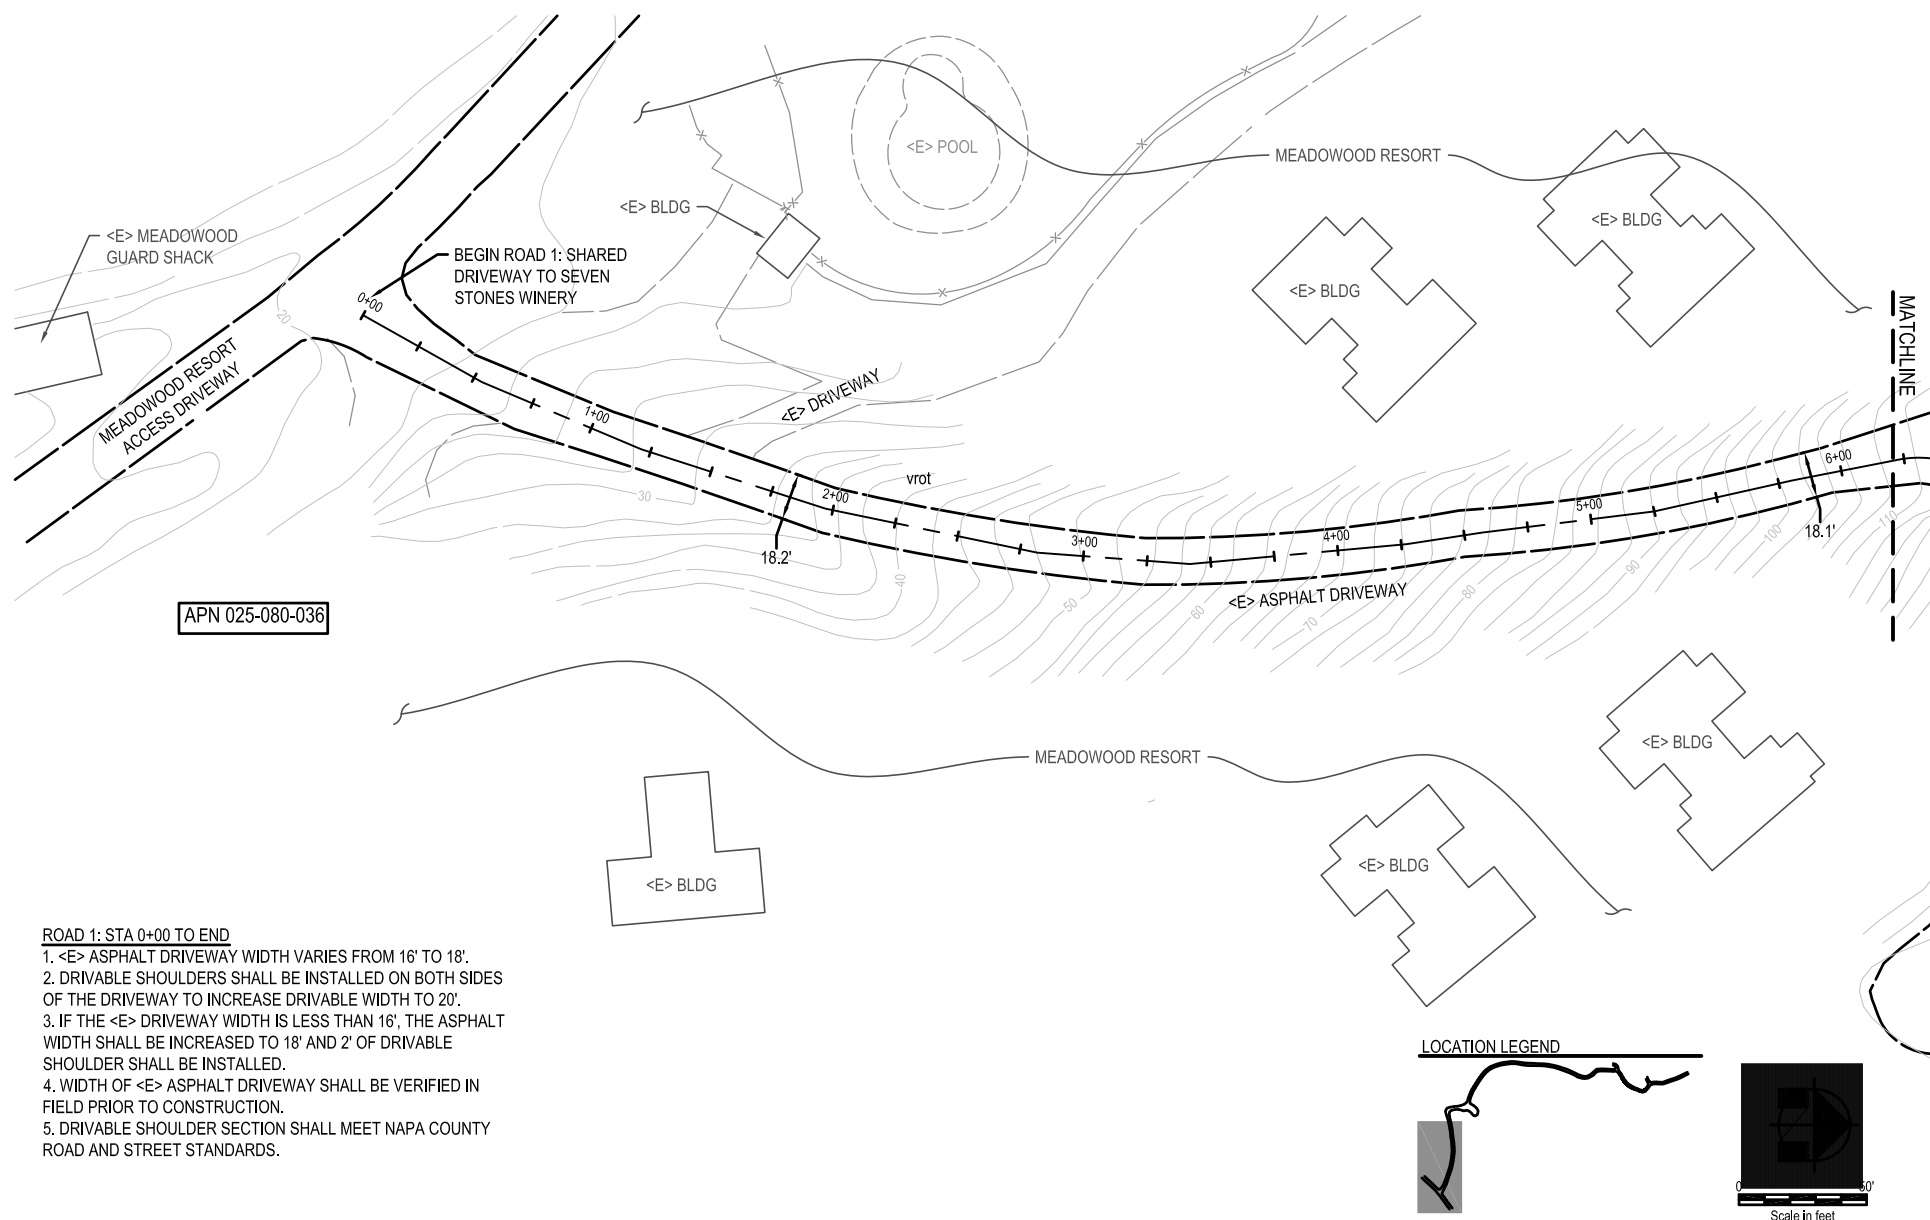 MEADOWOOD RESORT
<E> POOL
<E> BLDG
<E> BLDG
<E> BLDG
<E> MEADOWOOD
GUARD SHACK
BEGIN ROAD 1: SHARED
DRIVEWAY TO SEVEN
STONES WINERY
0+00
20
MATCHLINE
MEADOWOOD RESORT
ACCESS DRIVEWAY
<E> DRIVEWAY
1+00
30
vrot
2+00
18.2'
40
3+00
50
4+00
60
70
<E> ASPHALT DRIVEWAY
80
5+00
90
100
6+00
18.1'
110
APN 025-080-036
MEADOWOOD RESORT
<E> BLDG
<E> BLDG
<E> BLDG
ROAD 1: STA 0+00 TO END
1. <E> ASPHALT DRIVEWAY WIDTH VARIES FROM 16' TO 18'.
2. DRIVABLE SHOULDERS SHALL BE INSTALLED ON BOTH SIDES
OF THE DRIVEWAY TO INCREASE DRIVABLE WIDTH TO 20'.
3. IF THE <E> DRIVEWAY WIDTH IS LESS THAN 16', THE ASPHALT
WIDTH SHALL BE INCREASED TO 18' AND 2' OF DRIVABLE
SHOULDER SHALL BE INSTALLED.
4. WIDTH OF <E> ASPHALT DRIVEWAY SHALL BE VERIFIED IN
FIELD PRIOR TO CONSTRUCTION.
5. DRIVABLE SHOULDER SECTION SHALL MEET NAPA COUNTY
ROAD AND STREET STANDARDS.
LOCATION LEGEND
0 50'
Scale in feet